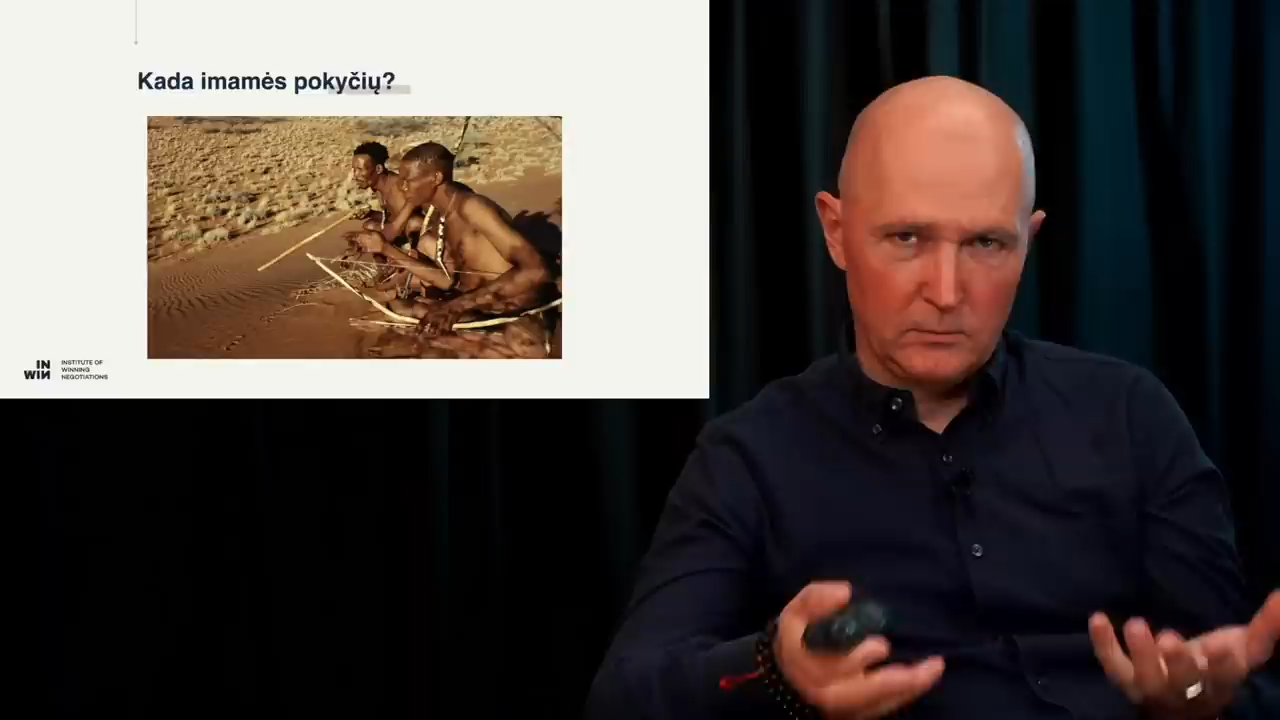 Kada imamės pokyčių?
IN
WIN
INSTITUTE OF
WINNING
NEGOTIATIONS